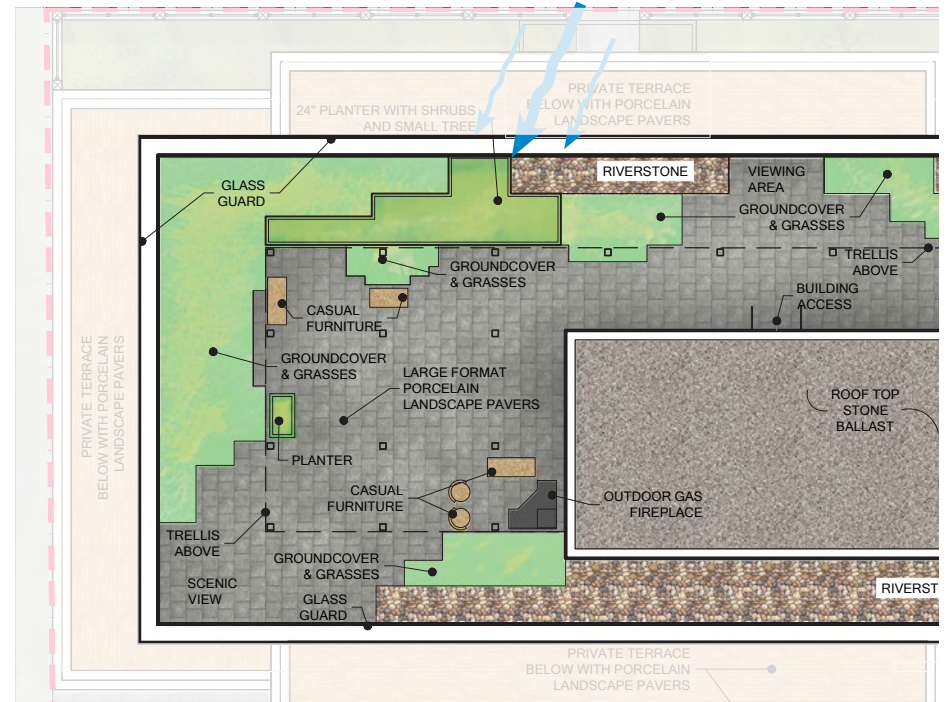 PRIVATE TERRACE
BELOW WITH PORCELAIN
LANDSCAPE PAVERS
24" PLANTER WITH SHRUBS
AND SMALL TREE
RIVERSTONE
VIEWING
AREA
GLASS
GUARD
GROUNDCOVER
& GRASSES
TRELLIS
ABOVE
GROUNDCOVER
& GRASSES
BUILDING
ACCESS
CASUAL
FURNITURE
GROUNDCOVER
& GRASSES
LARGE FORMAT
PORCELAIN
LANDSCAPE PAVERS
PRIVATE TERRACE
BELOW WITH PORCELAIN
LANDSCAPE PAVERS
ROOF TOP
STONE
BALLAST
PLANTER
CASUAL
FURNITURE
OUTDOOR GAS
FIREPLACE
TRELLIS
ABOVE
GROUNDCOVER
& GRASSES
SCENIC
VIEW
GLASS
GUARD
RIVERST
PRIVATE TERRACE
BELOW WITH PORCELAIN
LANDSCAPE PAVERS